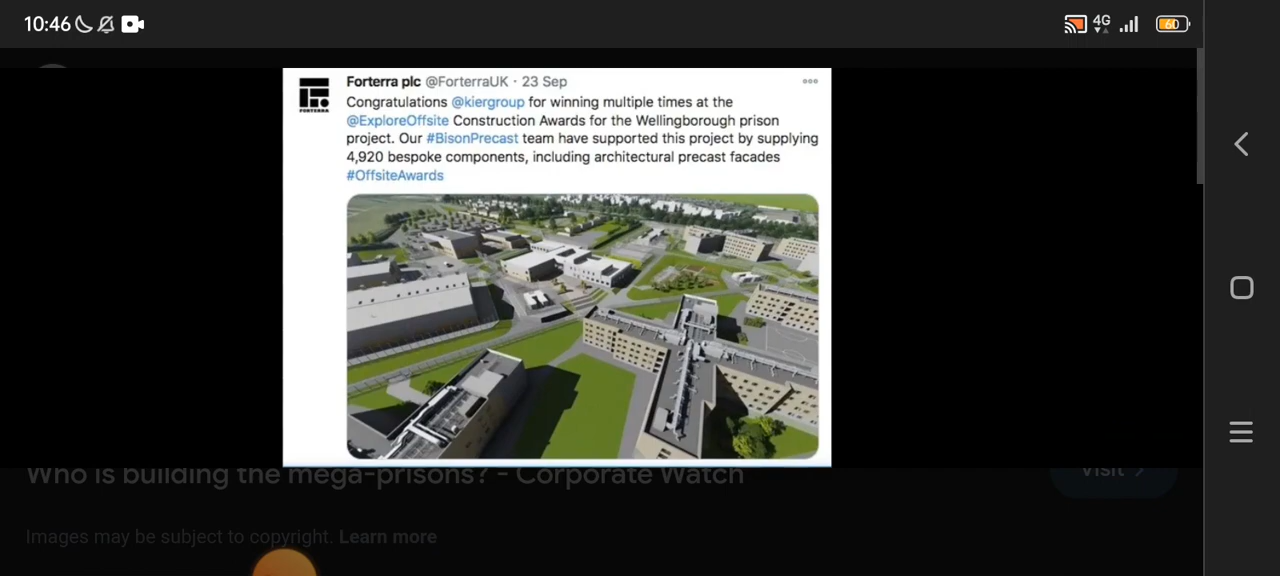 10:46
4G
60
Forterra plc @ForterraUK · 23 Sep
Congratulations @kiergroup for winning multiple times at the
@ExploreOffsite Construction Awards for the Wellingborough prison
project. Our #BisonPrecast team have supported this project by supplying
4,920 bespoke components, including architectural precast facades
#OffsiteAwards
FORTERRA
Who is building the mega-prisons? - Corporate Watch
Visit
Images may be subject to copyright. Learn more